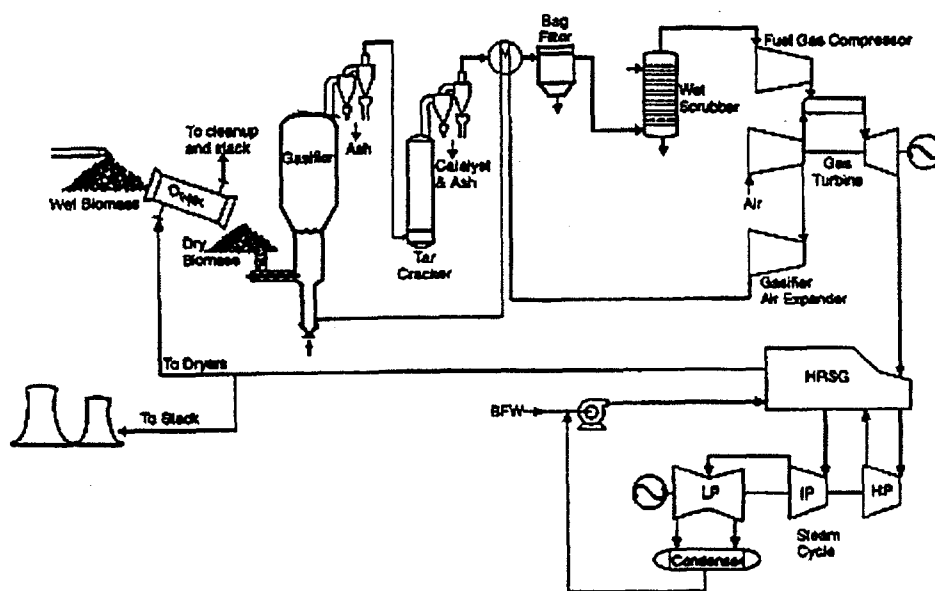 Bag
Filter
Fuel Gas Compressor
Wet
Scrubber
To cleanup
and stack
Gasifier
Ash
Catalyst
& Ash
Gas
Turbine
Wet Biomass
Dryer
Air
Dry
Biomass
Tar
Cracker
Gasifier
Air Expander
To Dryers
HRSG
To Stack
BFW
LP
IP
HP
Steam
Cycle
Condenser